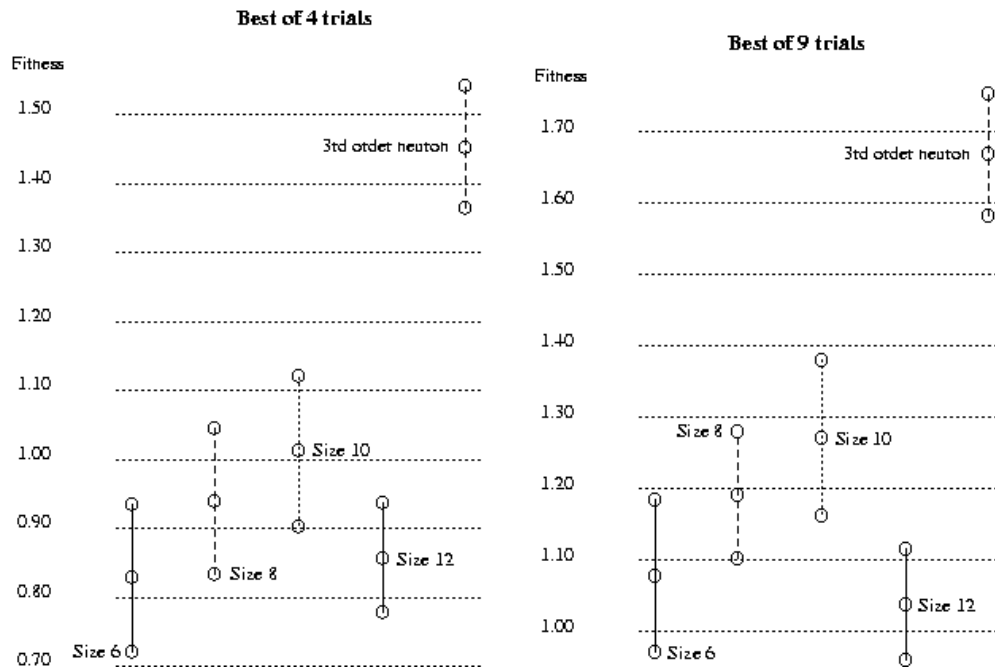 Best of 4 trials
Fitness
1.50
3td otdet neuton
1.40
1.30
1.20
1.10
1.00
Size 10
0.90
Size 12
Size 8
0.80
Size 6
0.70
Best of 9 trials
Fitness
1.70
3td otdet neuton
1.60
1.50
1.40
1.30
Size 8
Size 10
1.20
1.10
Size 12
1.00
Size 6